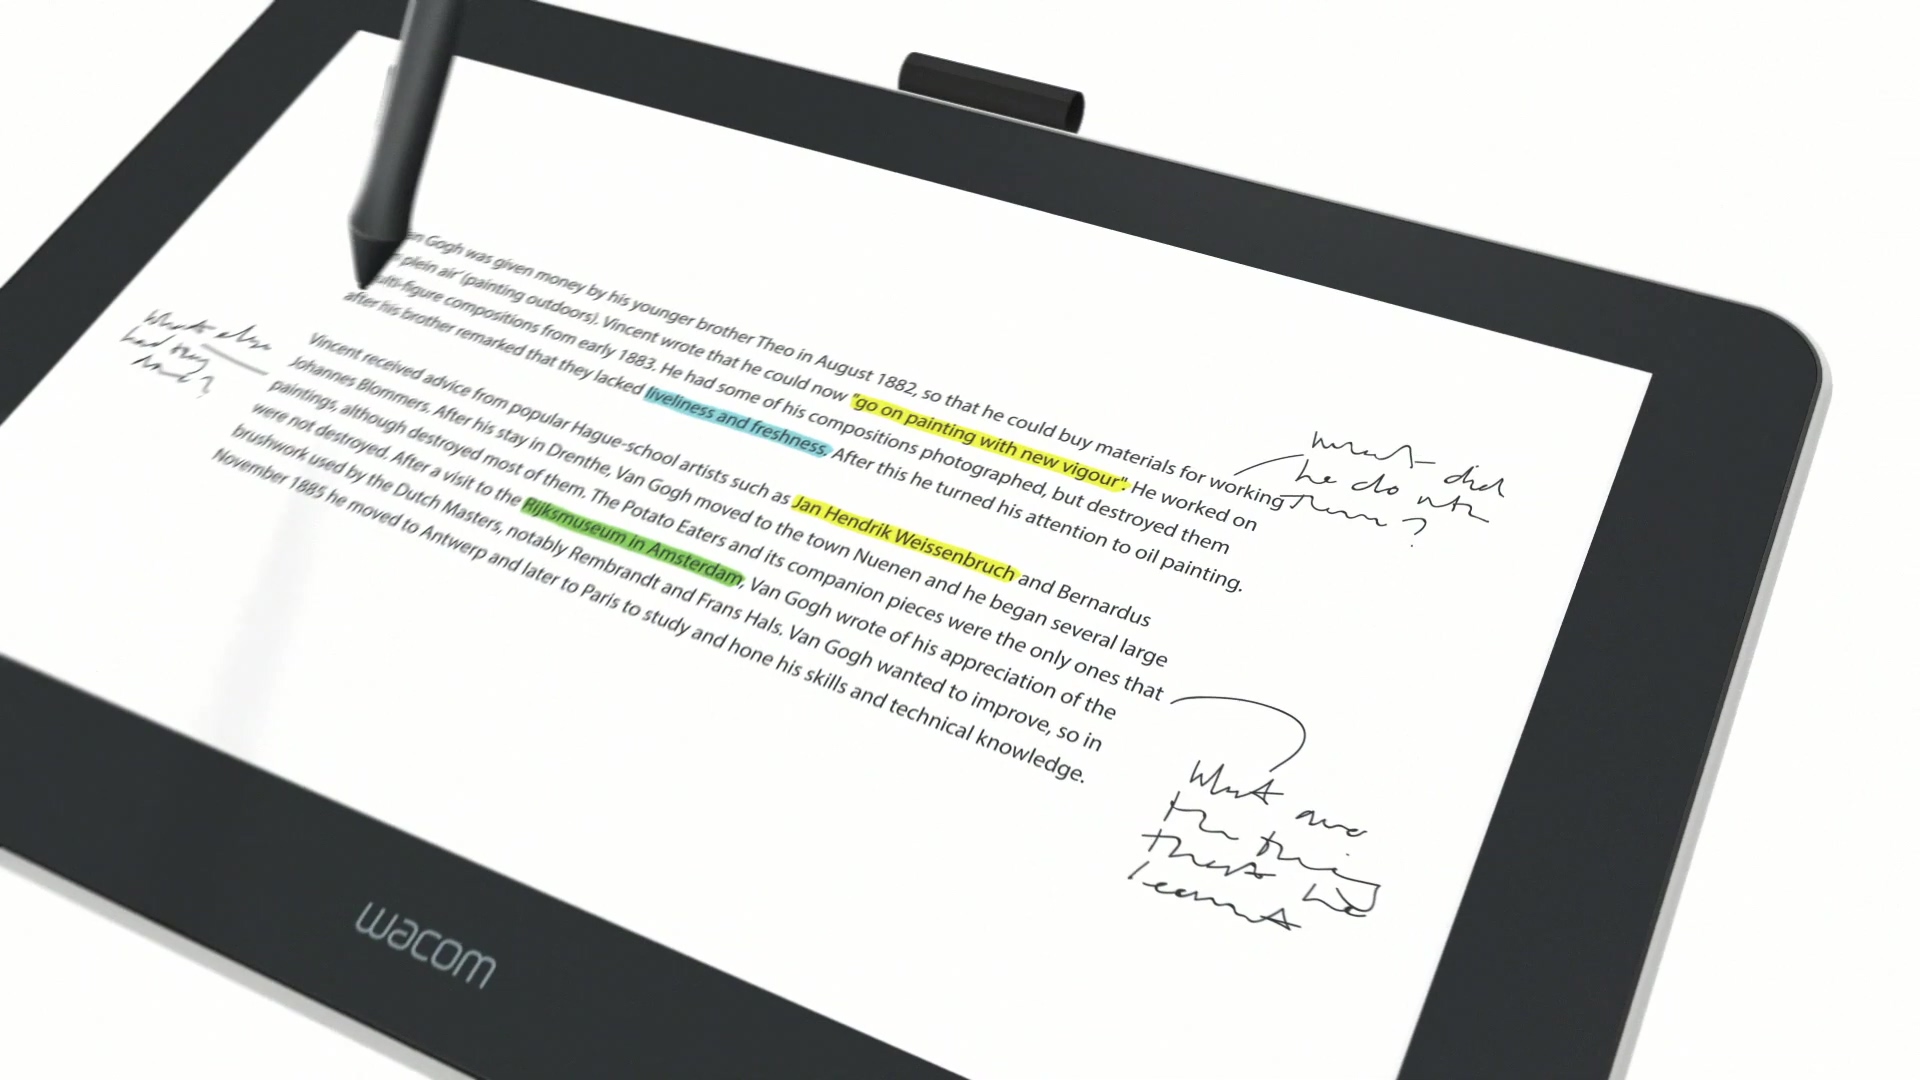 Gogh was given money by his younger brother Theo in August 1882, so that he could buy materials for working
plein air' (painting outdoors). Vincent wrote that he could now "go on painting with new vigour". He worked on
ulti-figure compositions from early 1883. He had some of his compositions photographed, but destroyed them
after his brother remarked that they lacked liveliness and freshness. After this he turned his attention to oil painting.
Vincent received advice from popular Hague-school artists such as Jan Hendrik Weissenbruch and Bernardus
Johannes Blommers. After his stay in Drenthe, Van Gogh moved to the town Nuenen and he began several large
paintings, although destroyed most of them. The Potato Eaters and its companion pieces were the only ones that
were not destroyed. After a visit to the Rijksmuseum in Amsterdam, Van Gogh wrote of his appreciation of the
brushwork used by the Dutch Masters, notably Rembrandt and Frans Hals. Van Gogh wanted to improve, so in
November 1885 he moved to Antwerp and later to Paris to study and hone his skills and technical knowledge.
What else
had they
what did
he do with
them?
What are
the
that he
learnt
wacom